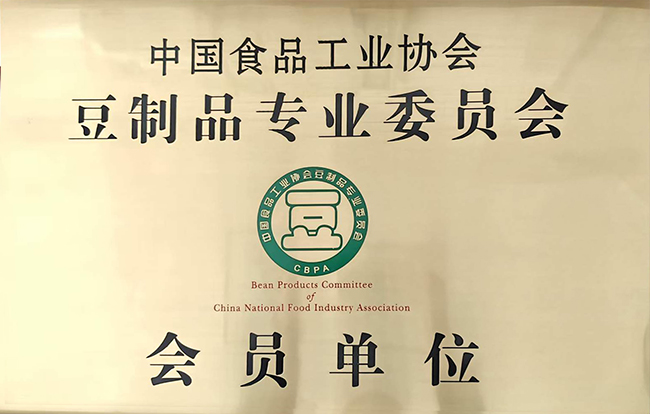 中国食品工业协会
豆制品专业委员会
中国食品工业协会豆制品专业委员会
豆
CBPA
Bean Products Committee
of
China National Food Industry Association
会员单位